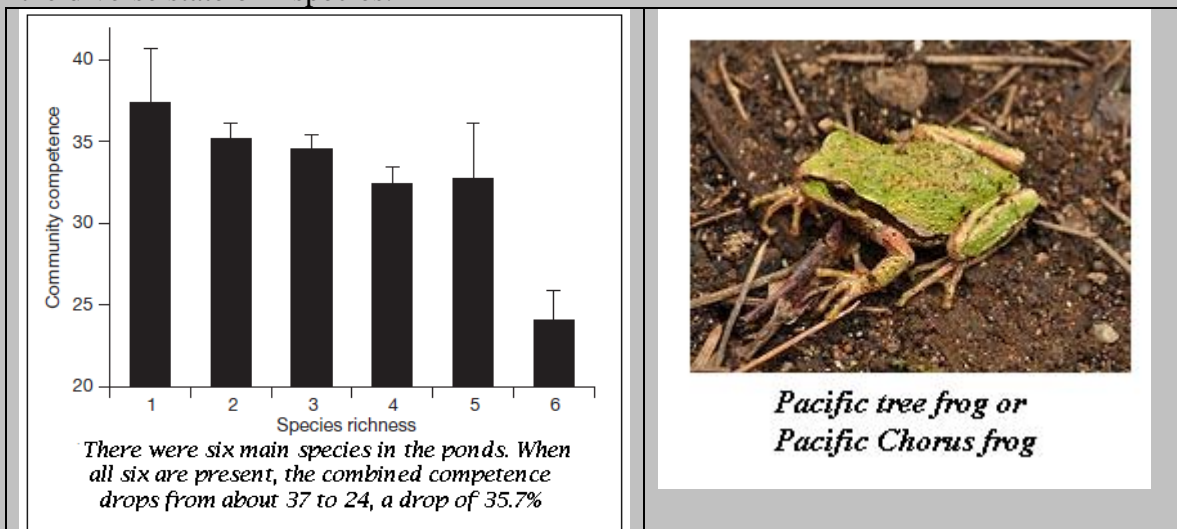 40
35
30
25
20
Community competence
1 2 3 4 5 6
Species richness
There were six main species in the ponds. When
all six are present, the combined competence
drops from about 37 to 24, a drop of 35.7%
Pacific tree frog or
Pacific Chorus frog